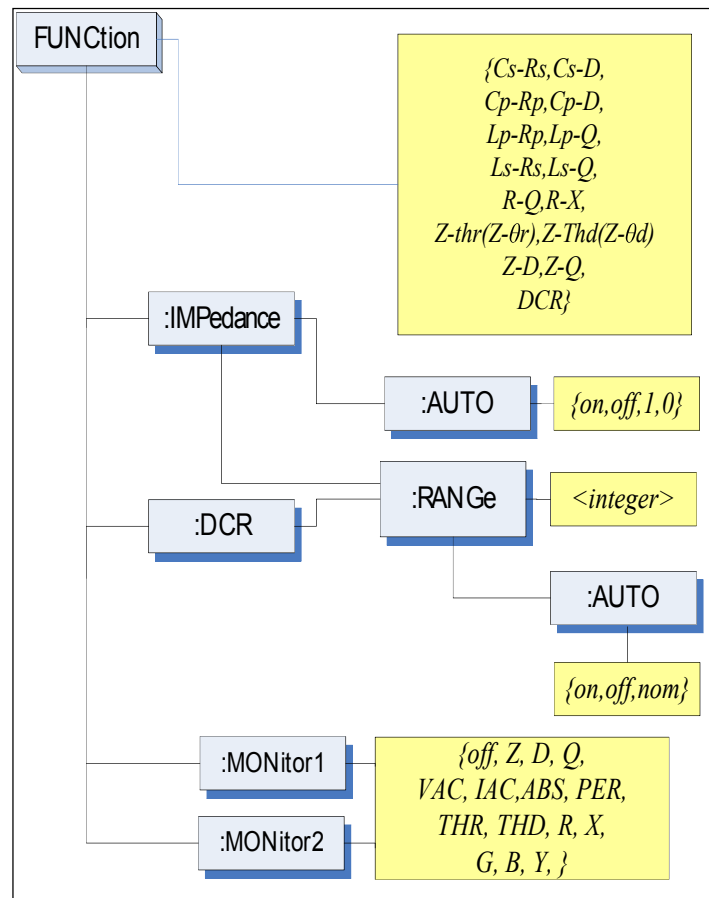 FUNCtion
{Cs-Rs,Cs-D,
Cp-Rp,Cp-D,
Lp-Rp,Lp-Q,
Ls-Rs,Ls-Q,
R-Q,R-X,
Z-thr(Z-θr),Z-Thd(Z-θd)
Z-D,Z-Q,
DCR}
:IMPedance
:AUTO
{on,off,1,0}
:RANGe
<integer>
:DCR
:AUTO
{on,off,nom}
:MONitor1
{off, Z, D, Q,
VAC, IAC,ABS, PER,
THR, THD, R, X,
G, B, Y, }
:MONitor2